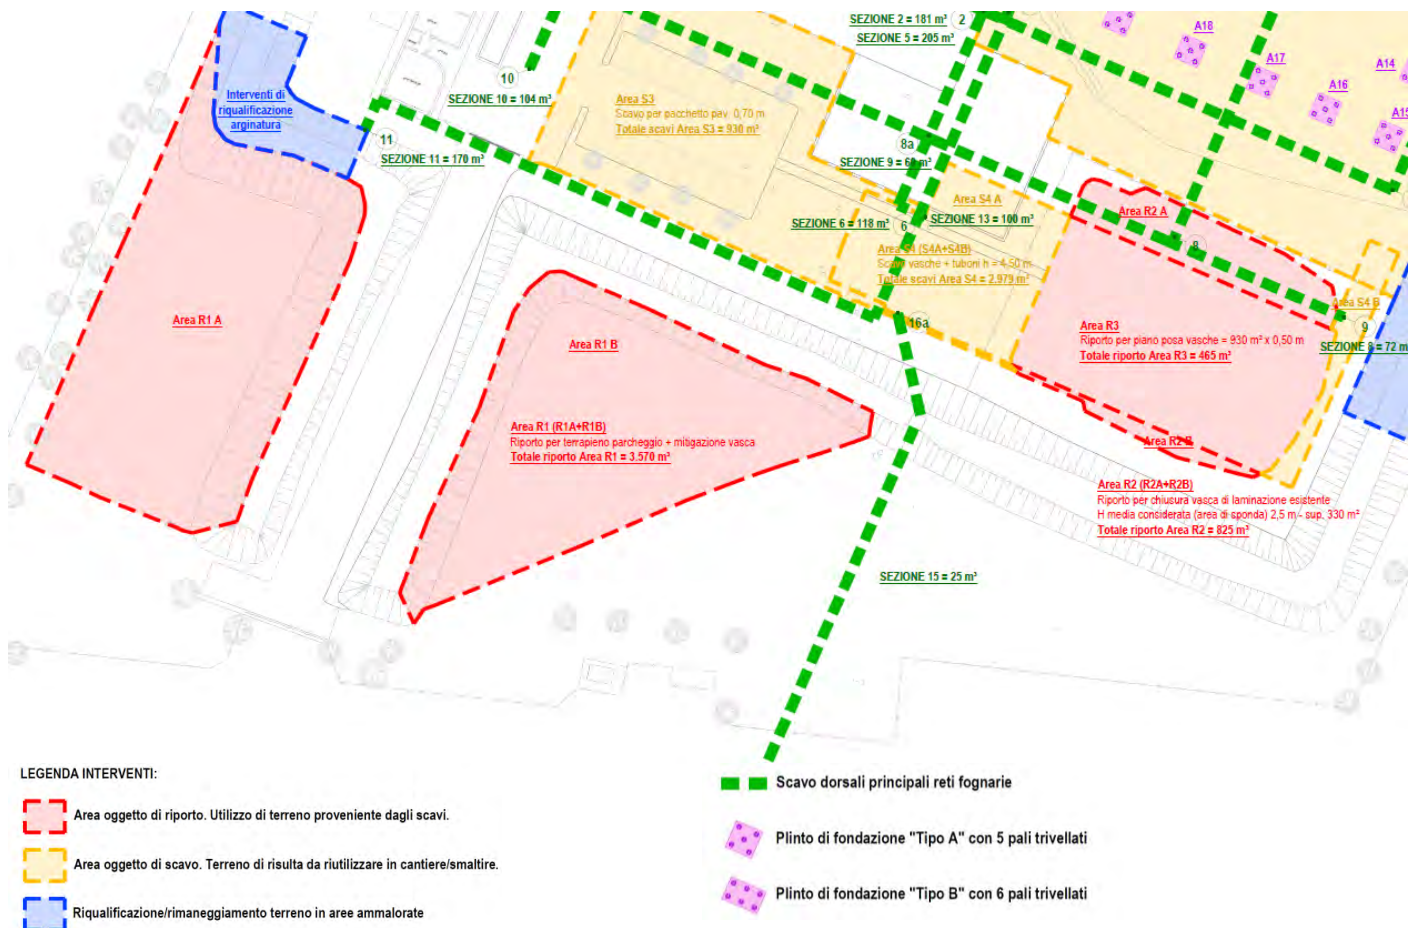 SEZIONE 2 = 181 m³
2
SEZIONE 5 = 205 m³
A18
A17
A14
A16
A15
10
SEZIONE 10 = 104 m³
Interventi di
riqualificazione
arginatura
11
SEZIONE 11 = 170 m³
Area S3
Scavo per pacchetto pav. 0,70 m
Totale scavi Area S3 = 930 m³
8a
SEZIONE 9 = 60 m³
Area S4 A
SEZIONE 6 = 118 m³
6
SEZIONE 13 = 100 m³
Area S4 (S4A+S4B)
Scavo vasche + tuboni h = 4,50 m
Totale scavi Area S4 = 2.979 m³
Area R2 A
8
Area S4 B
9
SEZIONE 8 = 72 m
16a
Area R1 A
Area R1 B
Area R3
Riporto per piano posa vasche = 930 m² x 0,50 m
Totale riporto Area R3 = 465 m³
Area R1 (R1A+R1B)
Riporto per terrapieno parcheggio + mitigazione vasca
Totale riporto Area R1 = 3.570 m³
Area R2 B
Area R2 (R2A+R2B)
Riporto per chiusura vasca di laminazione esistente
H media considerata (area di sponda) 2,5 m - sup. 330 m²
Totale riporto Area R2 = 825 m³
SEZIONE 15 = 25 m³
LEGENDA INTERVENTI:
Area oggetto di riporto. Utilizzo di terreno proveniente dagli scavi.
Area oggetto di scavo. Terreno di risulta da riutilizzare in cantiere/smaltire.
Riqualificazione/rimaneggiamento terreno in aree ammalorate
Scavo dorsali principali reti fognarie
Plinto di fondazione "Tipo A" con 5 pali trivellati
Plinto di fondazione "Tipo B" con 6 pali trivellati